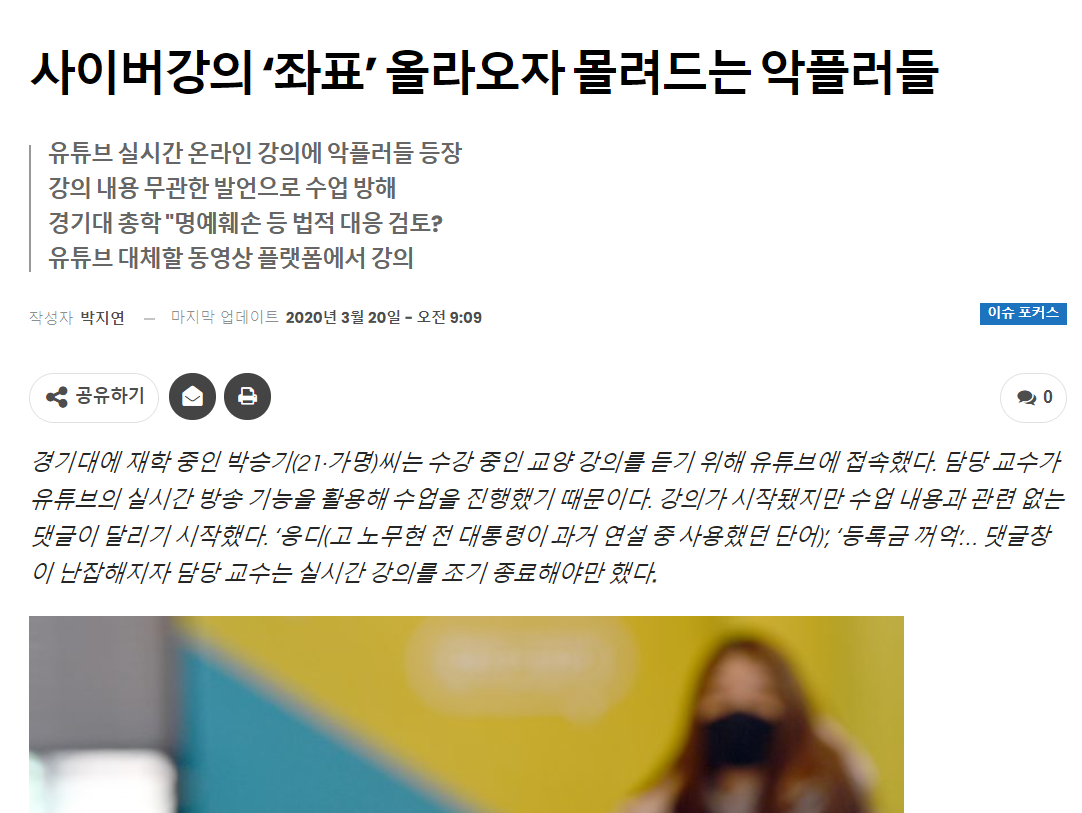 사이버강의 ‘좌표’ 올라오자 몰려드는 악플러들
유튜브 실시간 온라인 강의에 악플러들 등장
강의 내용 무관한 발언으로 수업 방해
경기대 총학 "명예훼손 등 법적 대응 검토?
유튜브 대체할 동영상 플랫폼에서 강의
작성자 박지연 — 마지막 업데이트 2020년 3월 20일 - 오전 9:09
이슈 포커스
공유하기
0
경기대에 재학 중인 박승기(21·가명)씨는 수강 중인 교양 강의를 듣기 위해 유튜브에 접속했다. 담당 교수가
유튜브의 실시간 방송 기능을 활용해 수업을 진행했기 때문이다. 강의가 시작됐지만 수업 내용과 관련 없는
댓글이 달리기 시작했다. ‘응디(고 노무현 전 대통령이 과거 연설 중 사용했던 단어)’, ‘등록금 꺼억’… 댓글창
이 난잡해지자 담당 교수는 실시간 강의를 조기 종료해야만 했다.